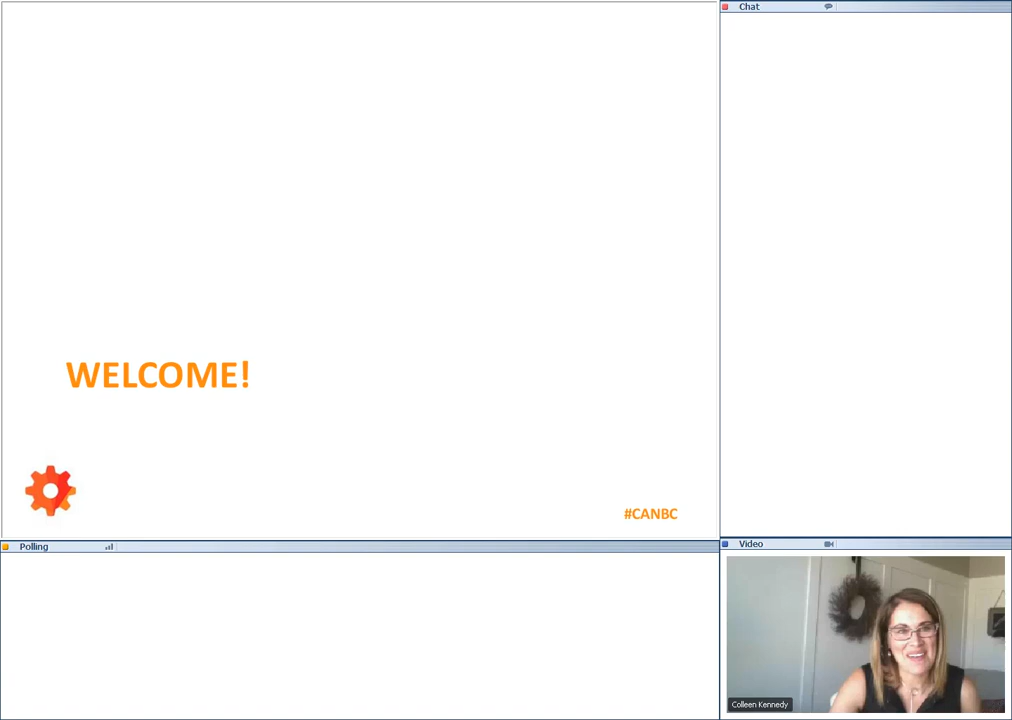 Chat
WELCOME!
#CANBC
Polling
Video
Colleen Kennedy